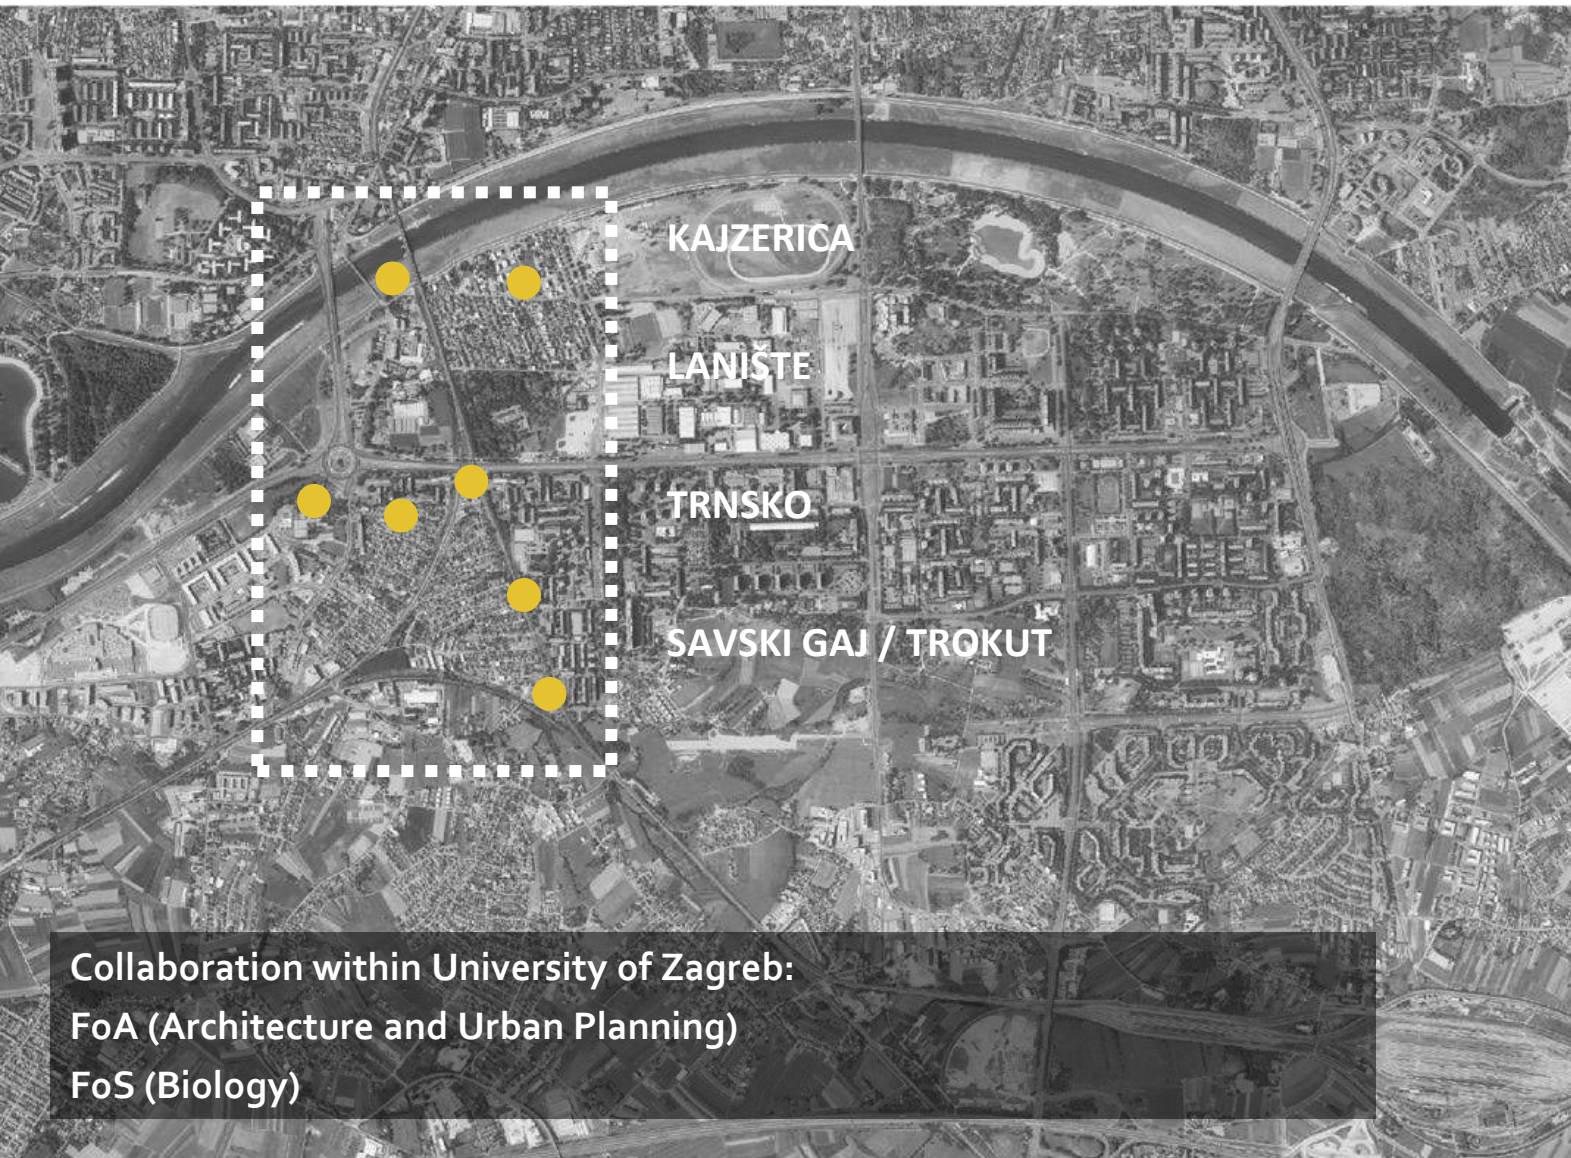 KAJZERICA
LANIŠTE
TRNSKO
SAVSKI GAJ / TROKUT
Collaboration within University of Zagreb:
FoA (Architecture and Urban Planning)
FoS (Biology)